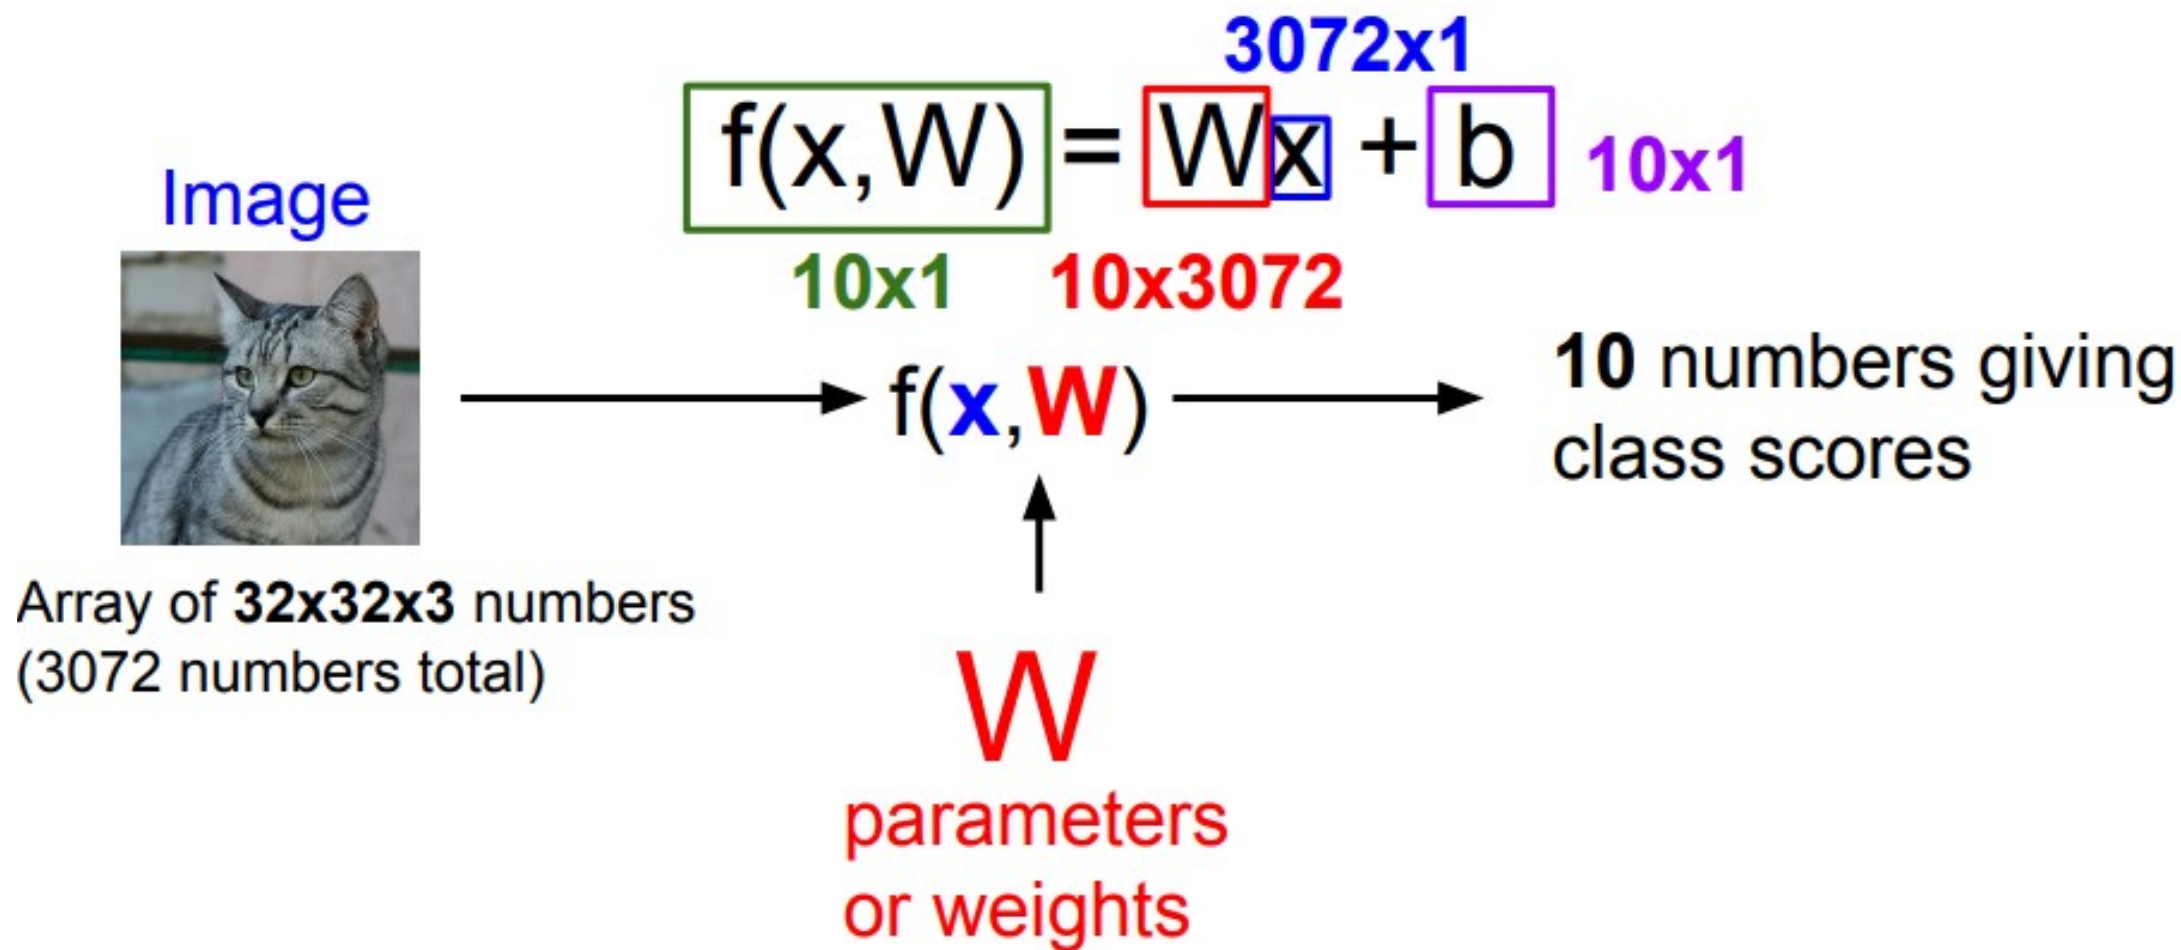 3072x1
f(x,W) = Wx + b 10x1
10x1 10x3072
Image
Array of 32x32x3 numbers
(3072 numbers total)
f(x,W)
10 numbers giving
class scores
W
parameters
or weights